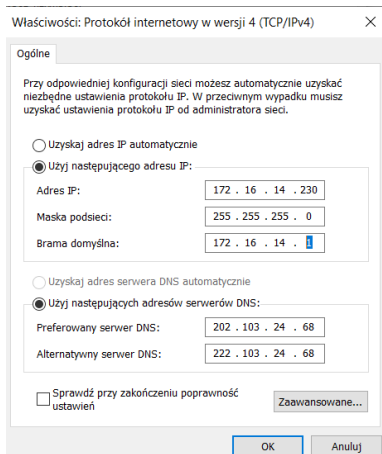 Właściwości: Protokół internetowy w wersji 4 (TCP/IPv4)
Ogólne
Przy odpowiedniej konfiguracji sieci możesz automatycznie uzyskać
niezbędne ustawienia protokołu IP. W przeciwnym wypadku musisz
uzyskać ustawienia protokołu IP od administratora sieci.
Uzyskaj adres IP automatycznie
Użyj następującego adresu IP:
Adres IP: 172 . 16 . 14 . 230
Maska podsieci: 255 . 255 . 255 . 0
Brama domyślna: 172 . 16 . 14 . 1
Uzyskaj adres serwera DNS automatycznie
Użyj następujących adresów serwerów DNS:
Preferowany serwer DNS: 202 . 103 . 24 . 68
Alternatywny serwer DNS: 222 . 103 . 24 . 68
Sprawdź przy zakończeniu poprawność
ustawień
Zaawansowane...
OK Anuluj